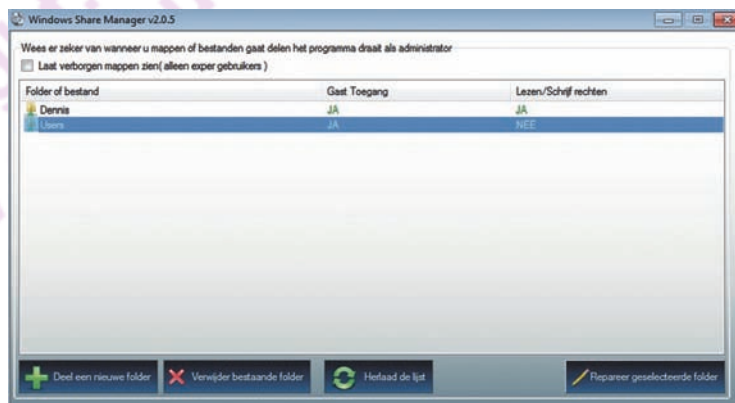 Windows Share Manager v2.0.5
Wees er zeker van wanneer u mappen of bestanden gaat delen het programma draait als administrator
Laat verborgen mappen zien( alleen exper gebruikers )
Folder of bestand Gast Toegang Lezen/Schrijf rechten
Dennis JA JA
Users JA NEE
Deel een nieuwe folder Verwijder bestaande folder Herlaad de lijst Repareer geselecteerde folder